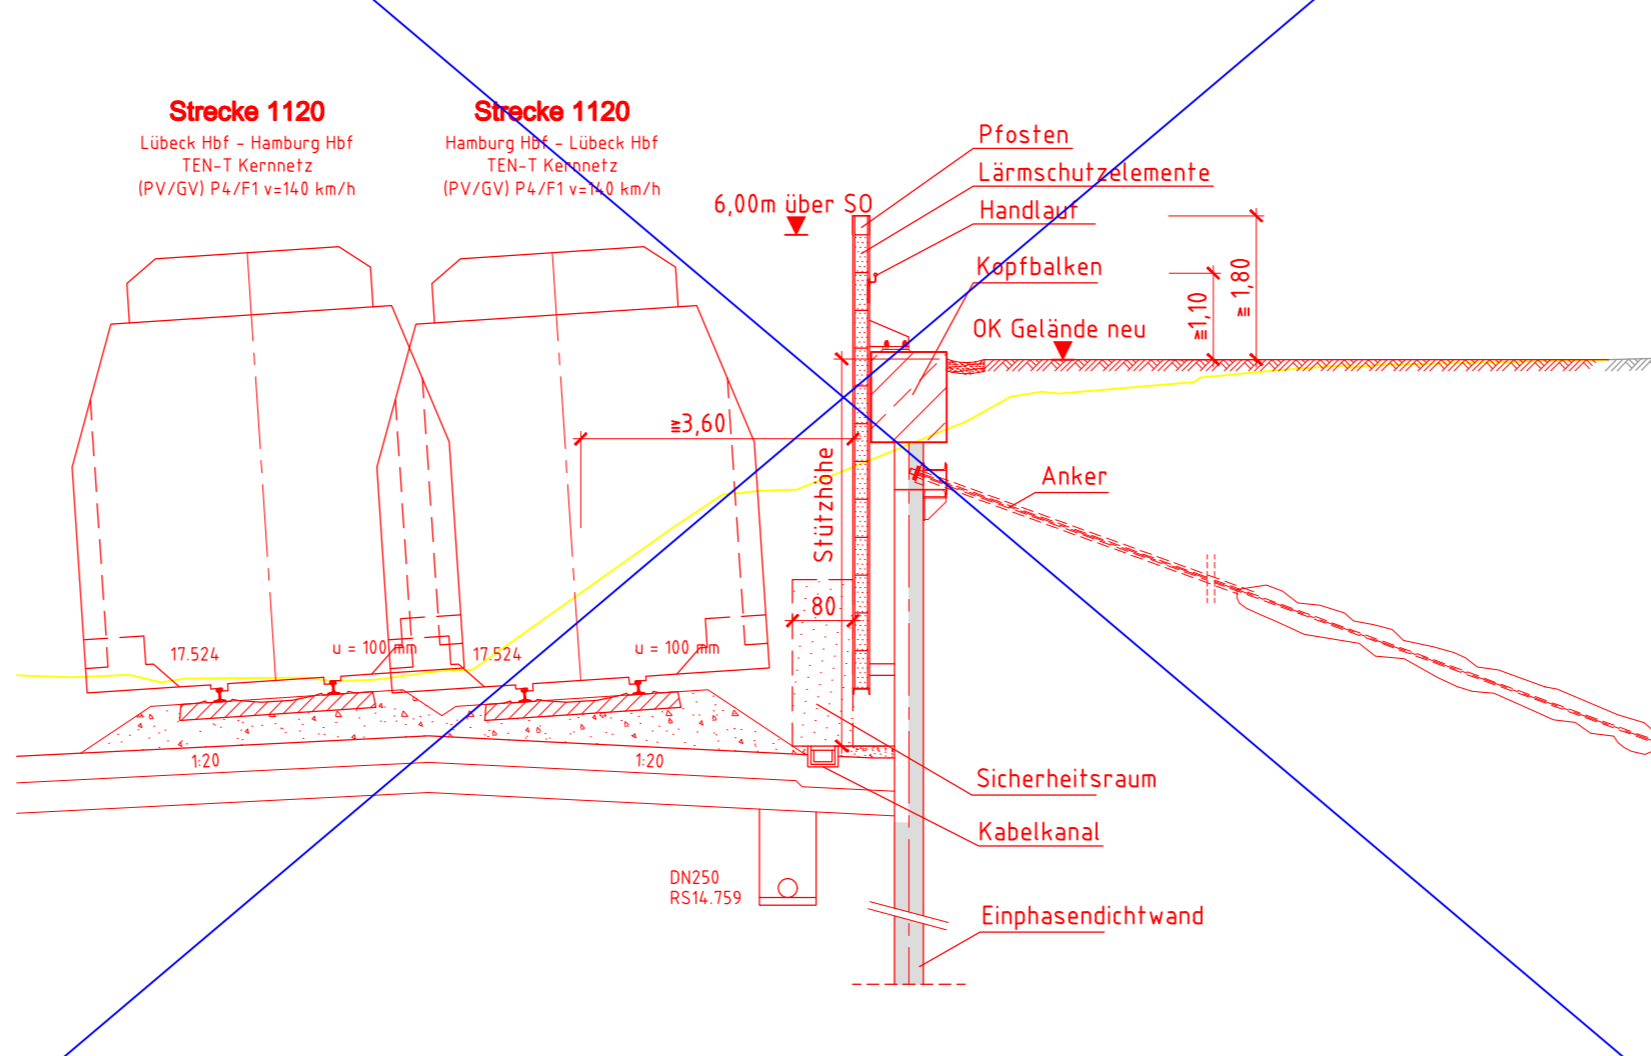 Strecke 1120
Lübeck Hbf - Hamburg Hbf
TEN-T Kernnetz
(PV/GV) P4/F1 v=140 km/h
Strecke 1120
Hamburg Hbf - Lübeck Hbf
TEN-T Kernnetz
(PV/GV) P4/F1 v=140 km/h
Pfosten
Lärmschutzelemente
6,00m über SO
Handlauf
Kopfbalken
OK Gelände neu
≧1,10
≧ 1,80
≧3,60
Stützhöhe
Anker
80
17.524
u = 100 mm
17.524
u = 100 mm
1:20
1:20
Sicherheitsraum
Kabelkanal
DN250
RS14.759
Einphasendichtwand